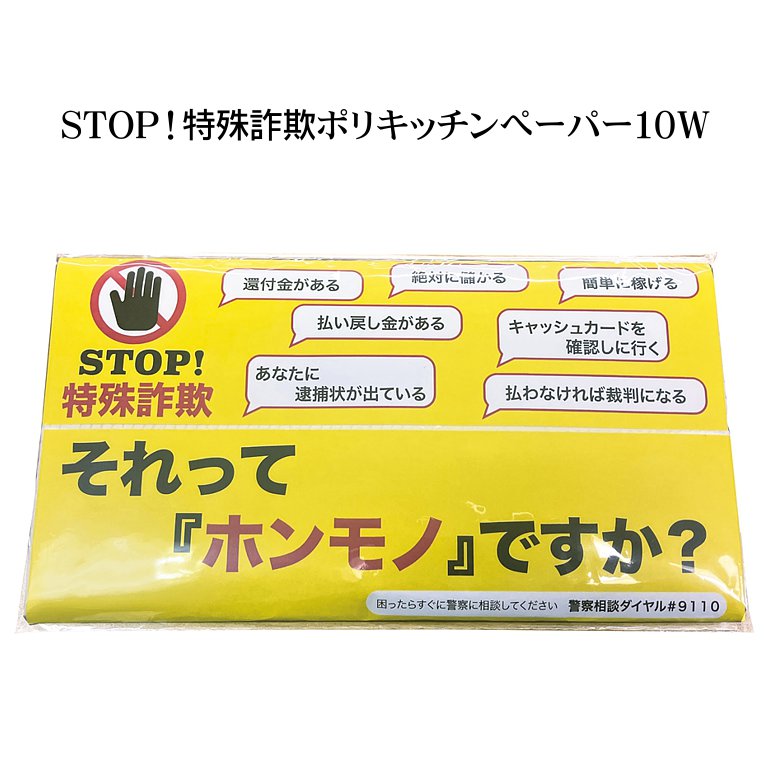 STOP！特殊詐欺ポリキッチンペーパー10W
還付金がある
絶対に儲かる
簡単に稼げる
払い戻し金がある
キャッシュカードを
確認しに行く
STOP!
特殊詐欺
あなたに
逮捕状が出ている
払わなければ裁判になる
それって
『ホンモノ』ですか？
困ったらすぐに警察に相談してください 警察相談ダイヤル#9110